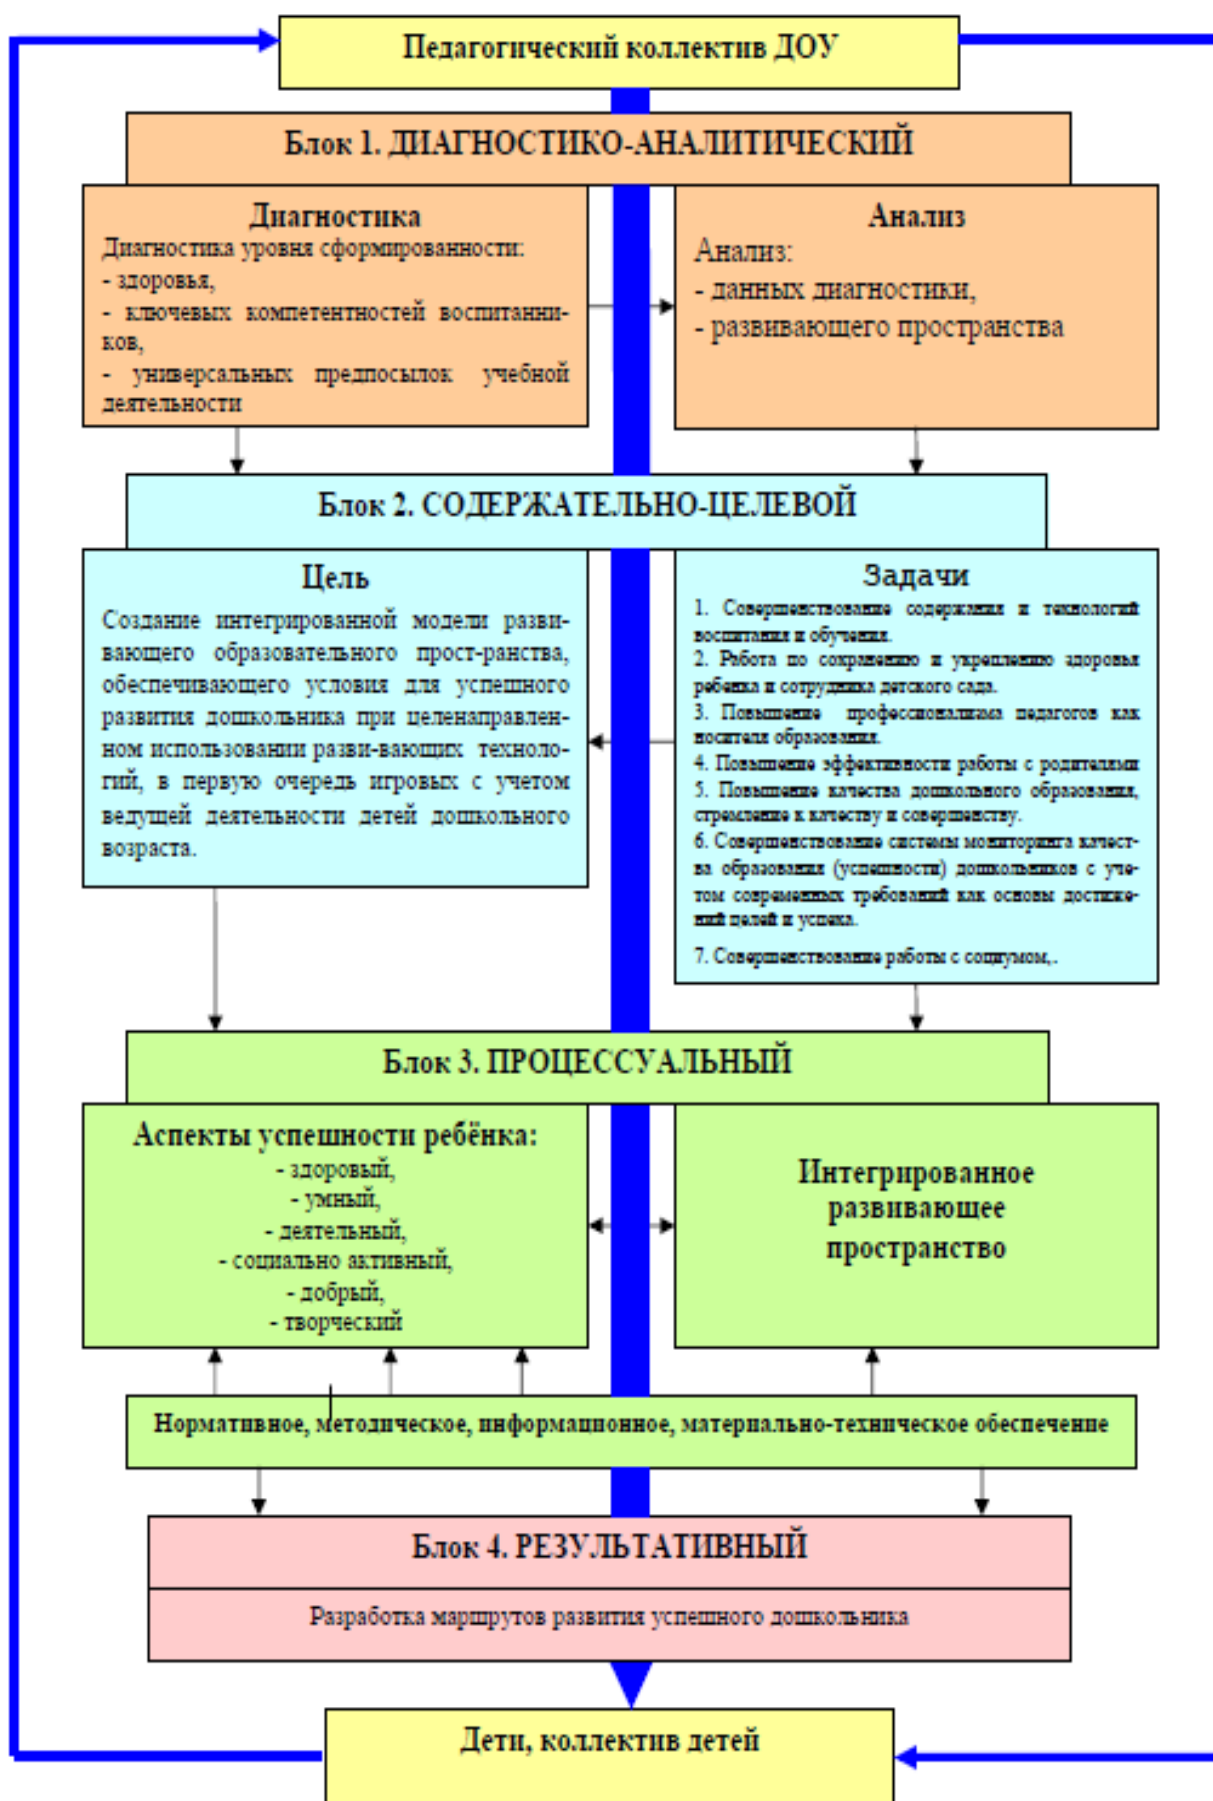 Педагогический коллектив ДОУ
Блок 1. ДИАГНОСТИКО-АНАЛИТИЧЕСКИЙ
Диагностика
Диагностика уровня сформированности:
- здоровья,
- ключевых компетентностей воспитанни-
ков,
- универсальных предпосылок учебной
деятельности
Анализ
Анализ:
- данных диагностики,
- развивающего пространства
Блок 2. СОДЕРЖАТЕЛЬНО-ЦЕЛЕВОЙ
Цель
Создание интегрированной модели разви-
вающего образовательного прост-ранства,
обеспечивающего условия для успешного
развития дошкольника при целенаправлен-
ном использовании разви-вающих техноло-
гий, в первую очередь игровых с учетом
ведущей деятельности детей дошкольного
возраста.
Задачи
1. Совершенствование содержания и технологий
воспитания и обучения.
2. Работа по сохранению и укреплению здоровья
ребенка и сотрудника детского сада.
3. Повышение профессионализма педагогов как
носителя образования.
4. Повышение эффективности работы с родителями
5. Повышение качества дошкольного образования,
стремление к качеству и совершенству.
6. Совершенствование системы мониторинга качест-
ва образования (успешности) дошкольников с уче-
том современных требований как основы достиже-
ний целей и успеха.
7. Совершенствование работы с социумом,.
Блок 3. ПРОЦЕССУАЛЬНЫЙ
Аспекты успешности ребёнка:
- здоровый,
- умный,
- деятельный,
- социально активный,
- добрый,
- творческий
Интегрированное
развивающее
пространство
Нормативное, методическое, информационное, материально-техническое обеспечение
Блок 4. РЕЗУЛЬТАТИВНЫЙ
Разработка маршрутов развития успешного дошкольника
Дети, коллектив детей